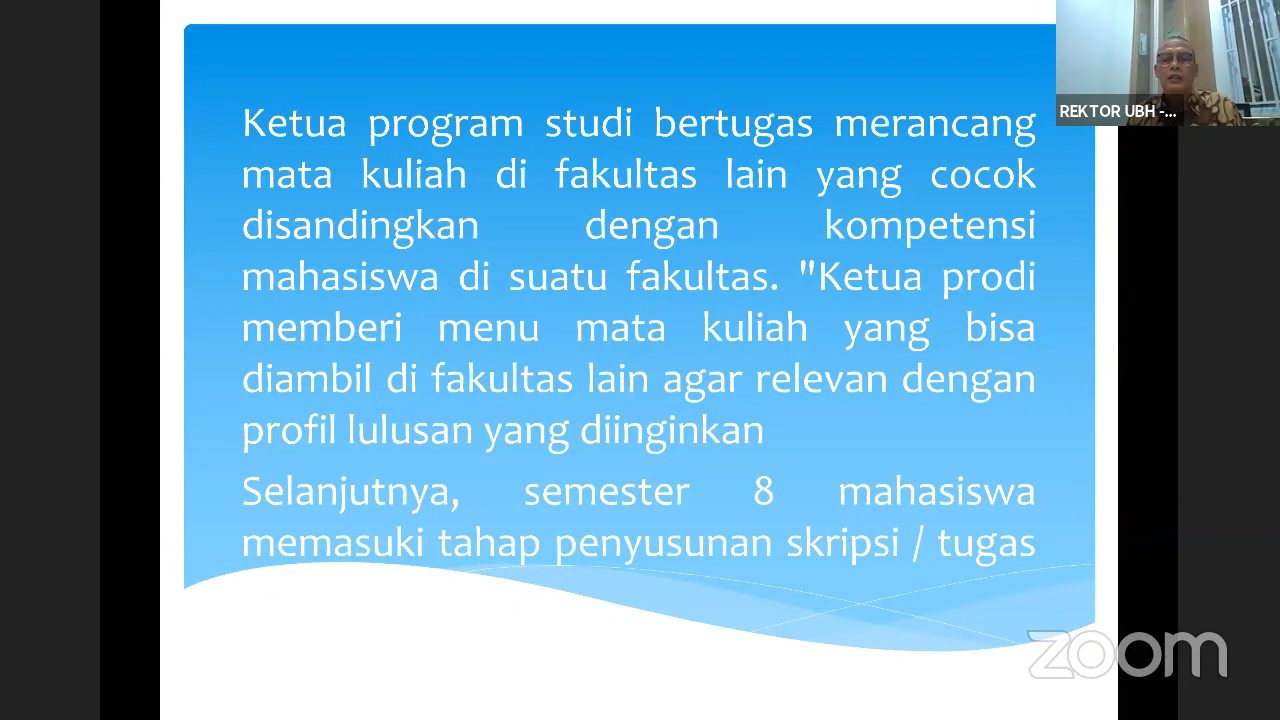 Ketua program studi bertugas merancang
mata kuliah di fakultas lain yang cocok
disandingkan dengan kompetensi
mahasiswa di suatu fakultas. "Ketua prodi
memberi menu mata kuliah yang bisa
diambil di fakultas lain agar relevan dengan
profil lulusan yang diinginkan
Selanjutnya, semester 8 mahasiswa
memasuki tahap penyusunan skripsi / tugas
REKTOR UBH -...
zoom